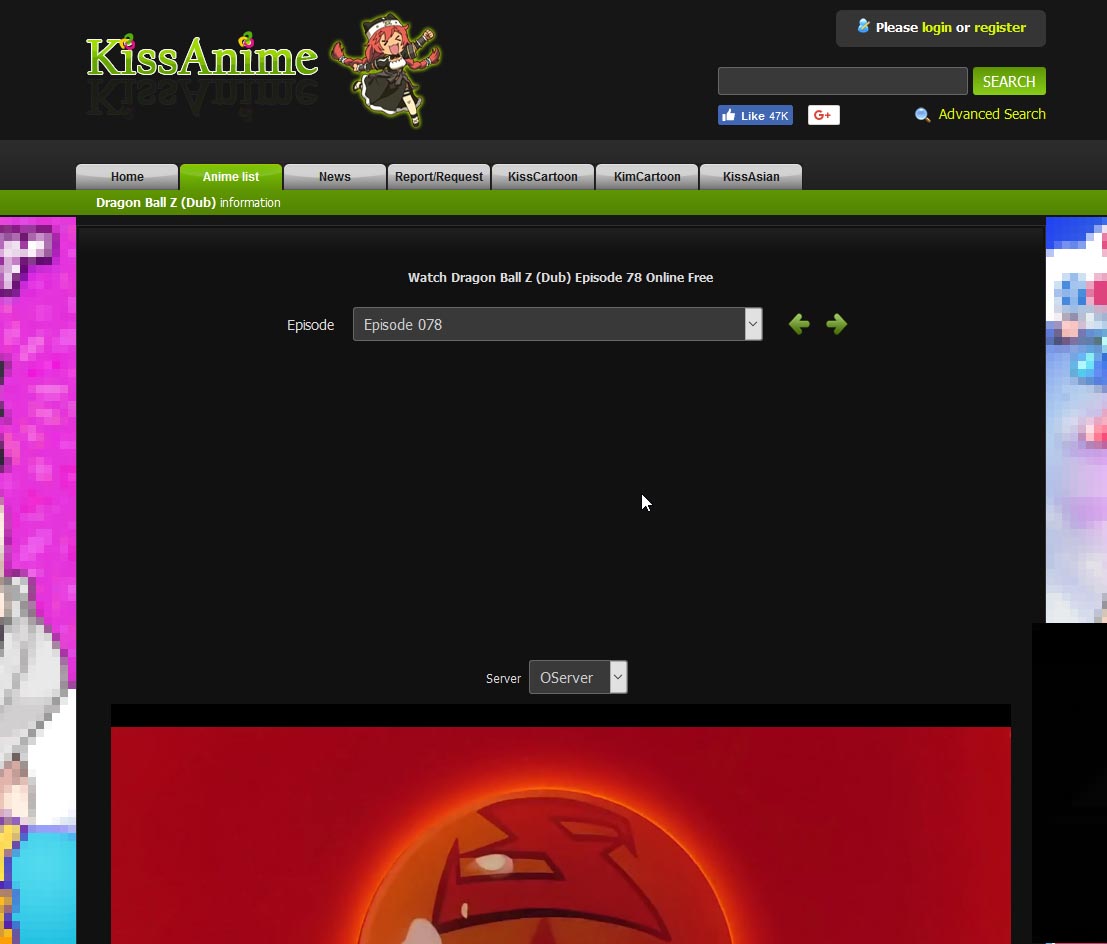 KissAnime
Please login or register
SEARCH
Like 47K
G+
Advanced Search
Home
Anime list
News
Report/Request
KissCartoon
KimCartoon
KissAsian
Dragon Ball Z (Dub) information
Watch Dragon Ball Z (Dub) Episode 78 Online Free
Episode
Episode 078
Server
OServer